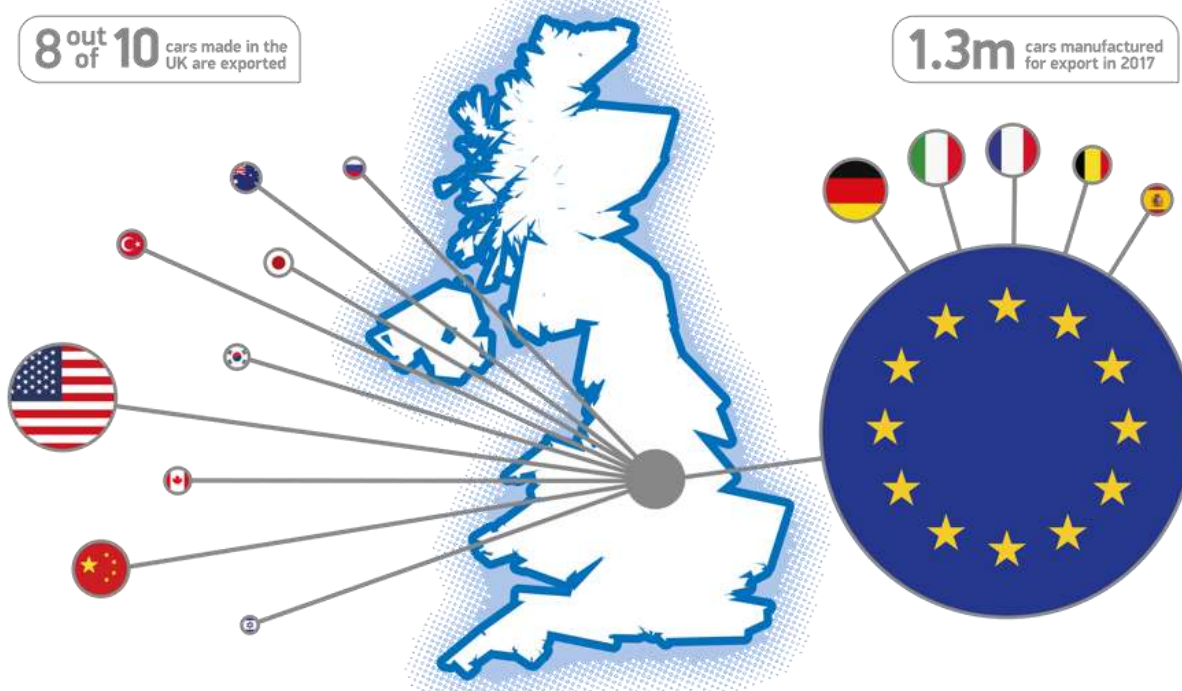 8 out of 10 cars made in the
UK are exported
1.3m cars manufactured
for export in 2017